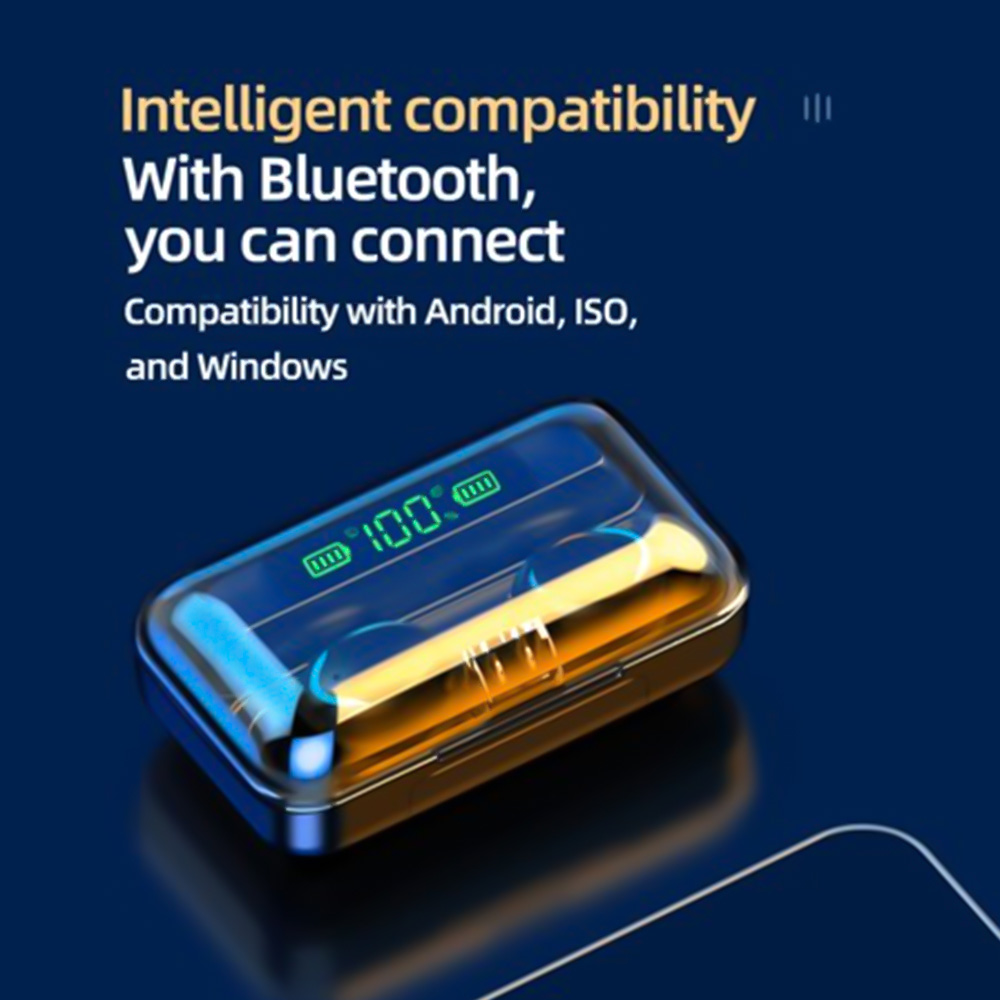 Intelligent compatibility
With Bluetooth,
you can connect
Compatibility with Android, ISO,
and Windows
100